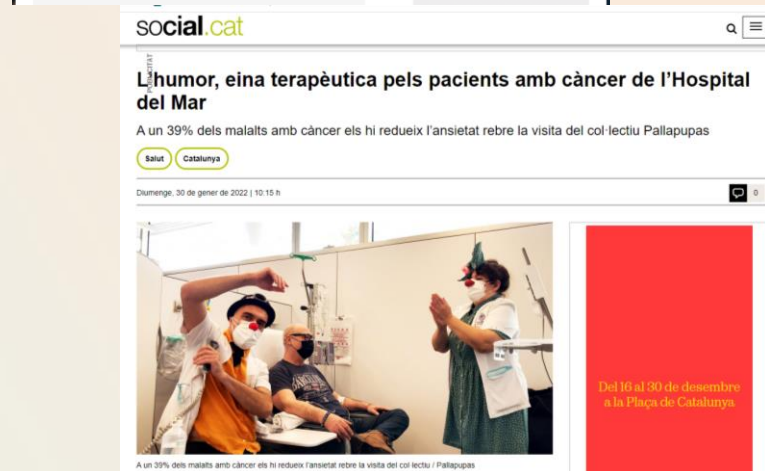 social.cat
PUBLICITAT
L'humor, eina terapèutica pels pacients amb càncer de l'Hospital
del Mar
A un 39% dels malalts amb càncer els hi redueix l'ansietat rebre la visita del col·lectiu Pallapupas
Salut Catalunya
Diumenge, 30 de gener de 2022 | 10:15 h
0
Del 16 al 30 de desembre
a la Plaça de Catalunya
A un 39% dels malalts amb càncer els hi redueix l'ansietat rebre la visita del col·lectiu / Pallapupas